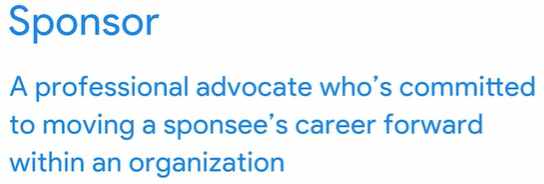 Sponsor
A professional advocate who’s committed
to moving a sponsee’s career forward
within an organization